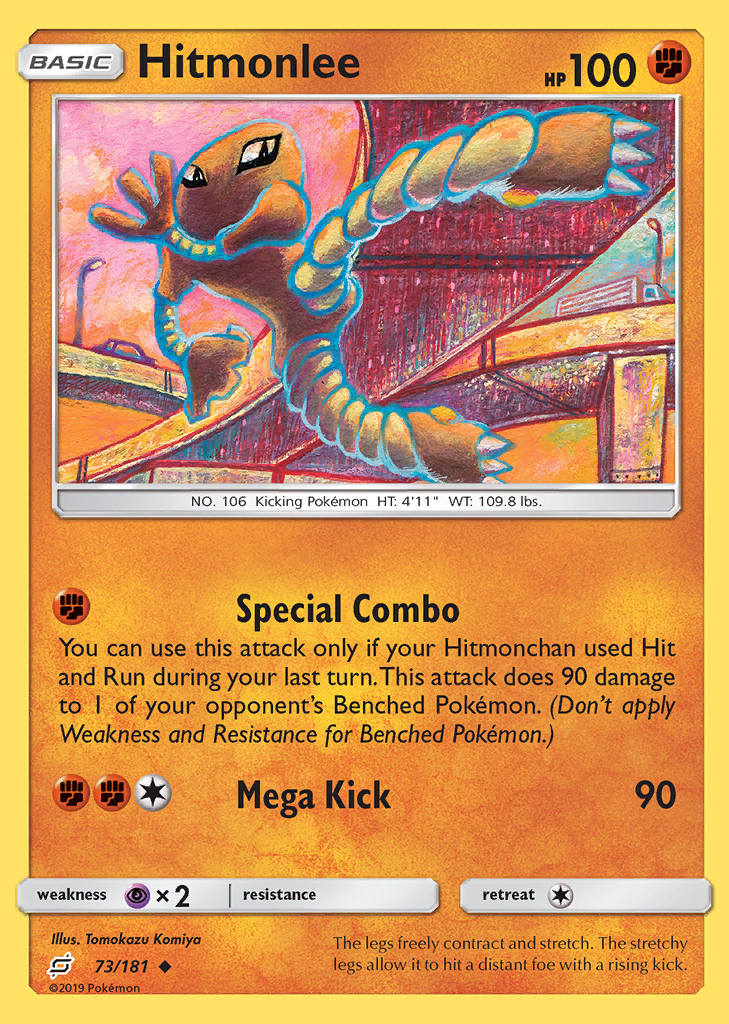 BASIC
Hitmonlee
HP 100
NO. 106 Kicking Pokémon HT: 4'11" WT: 109.8 lbs.
Special Combo
You can use this attack only if your Hitmonchan used Hit
and Run during your last turn. This attack does 90 damage
to 1 of your opponent's Benched Pokémon. (Don't apply
Weakness and Resistance for Benched Pokémon.)
Mega Kick 90
weakness ×2 resistance retreat
Illus. Tomokazu Komiya
The legs freely contract and stretch. The stretchy
legs allow it to hit a distant foe with a rising kick.
73/181
©2019 Pokémon